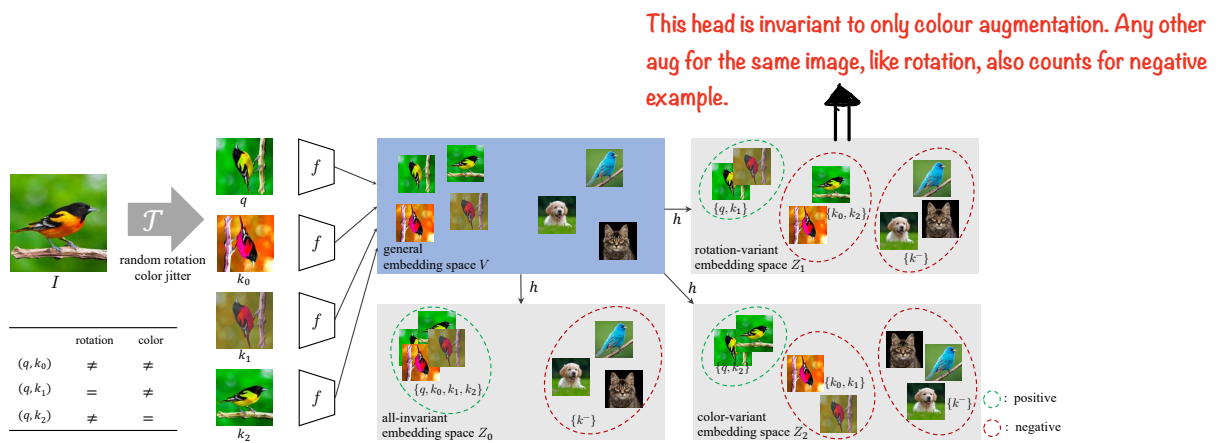 This head is invariant to only colour augmentation. Any other
aug for the same image, like rotation, also counts for negative
example.
I
𝒯
random rotation
color jitter
q
k₀
k₁
k₂
f
f
f
f
general
embedding space V
h
h
h
{q, k₁}
{k₀, k₂}
{k⁻}
rotation-variant
embedding space Z₁
{q, k₀, k₁, k₂}
{k⁻}
all-invariant
embedding space Z₀
{q, k₂}
{k₀, k₁}
{k⁻}
color-variant
embedding space Z₂
: positive
: negative
rotation color
(q, k₀) ≠ ≠
(q, k₁) = ≠
(q, k₂) ≠ =